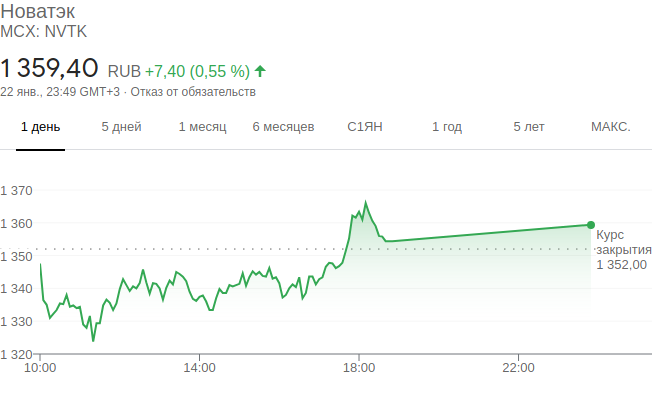 Новатэк
MCX: NVTK
1 359,40 RUB +7,40 (0,55 %)
22 янв., 23:49 GMT+3 · Отказ от обязательств
1 день 5 дней 1 месяц 6 месяцев С1ЯН 1 год 5 лет МАКС.
1 370
1 360
1 350
1 340
1 330
1 320
Курс
закрытия
1 352,00
10:00 14:00 18:00 22:00